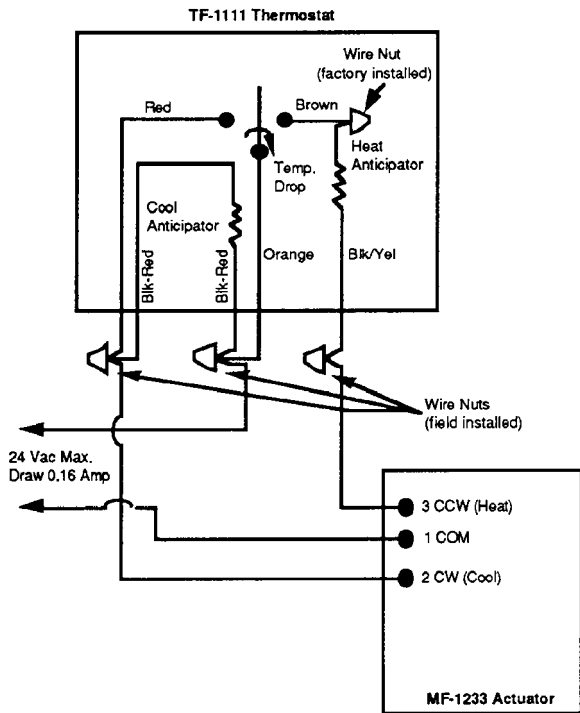 TF-1111 Thermostat
Wire Nut
(factory installed)
Red
Brown
Heat
Anticipator
Temp.
Drop
Cool
Anticipator
Blk-Red
Blk-Red
Orange
Blk/Yel
Wire Nuts
(field installed)
24 Vac Max.
Draw 0.16 Amp
3 CCW (Heat)
1 COM
2 CW (Cool)
MF-1233 Actuator